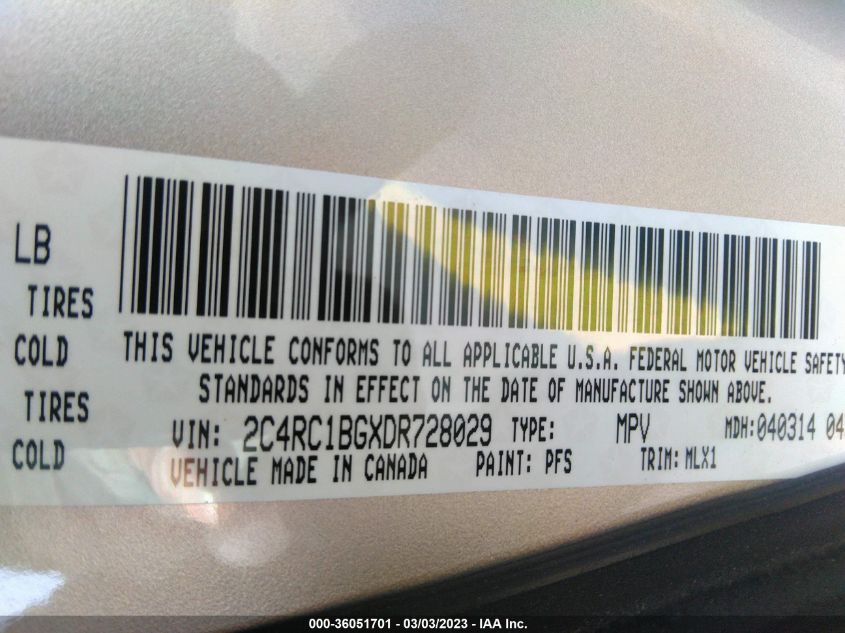 LB
TIRES
COLD
TIRES
COLD
THIS VEHICLE CONFORMS TO ALL APPLICABLE U.S.A. FEDERAL MOTOR VEHICLE SAFETY
STANDARDS IN EFFECT ON THE DATE OF MANUFACTURE SHOWN ABOVE.
VIN: 2C4RC1BGXDR728029 TYPE: MPV MDH: 040314 04
VEHICLE MADE IN CANADA PAINT: PFS TRIM: MLX1
000-36051701 — 03/03/2023 — IAA Inc.